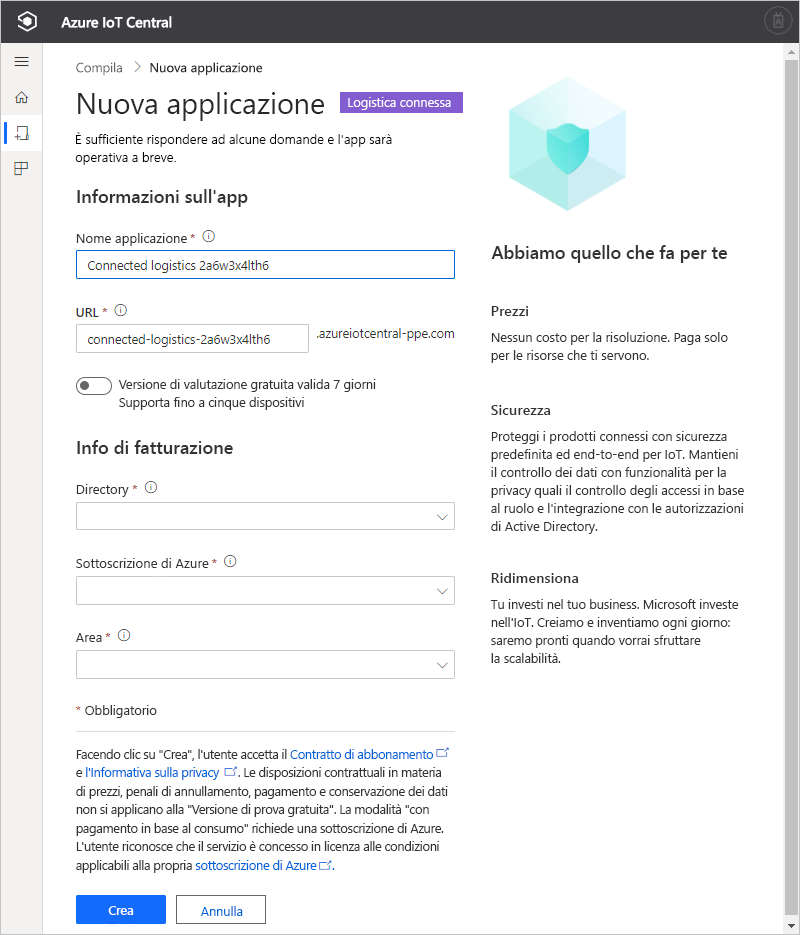 Azure IoT Central
Compila > Nuova applicazione
Nuova applicazione
Logistica connessa
È sufficiente rispondere ad alcune domande e l'app sarà
operativa a breve.
Informazioni sull'app
Nome applicazione *
Connected logistics 2a6w3x4lth6
URL *
connected-logistics-2a6w3x4lth6
.azureiotcentral-ppe.com
Versione di valutazione gratuita valida 7 giorni
Supporta fino a cinque dispositivi
Info di fatturazione
Directory *
Sottoscrizione di Azure *
Area *
* Obbligatorio
Facendo clic su "Crea", l'utente accetta il Contratto di abbonamento
e l'Informativa sulla privacy . Le disposizioni contrattuali in materia
di prezzi, penali di annullamento, pagamento e conservazione dei dati
non si applicano alla "Versione di prova gratuita". La modalità "con
pagamento in base al consumo" richiede una sottoscrizione di Azure.
L'utente riconosce che il servizio è concesso in licenza alle condizioni
applicabili alla propria sottoscrizione di Azure.
Crea
Annulla
Abbiamo quello che fa per te
Prezzi
Nessun costo per la risoluzione. Paga solo
per le risorse che ti servono.
Sicurezza
Proteggi i prodotti connessi con sicurezza
predefinita ed end-to-end per IoT. Mantieni
il controllo dei dati con funzionalità per la
privacy quali il controllo degli accessi in base
al ruolo e l'integrazione con le autorizzazioni
di Active Directory.
Ridimensiona
Tu investi nel tuo business. Microsoft investe
nell'IoT. Creiamo e inventiamo ogni giorno:
saremo pronti quando vorrai sfruttare
la scalabilità.